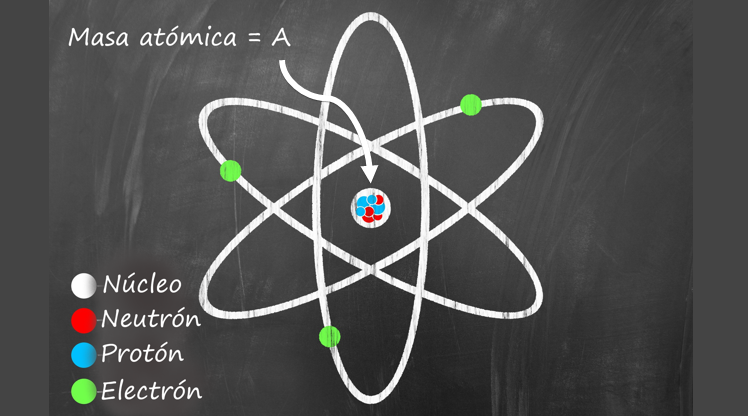 Masa atómica = A
Núcleo
Neutrón
Protón
Electrón